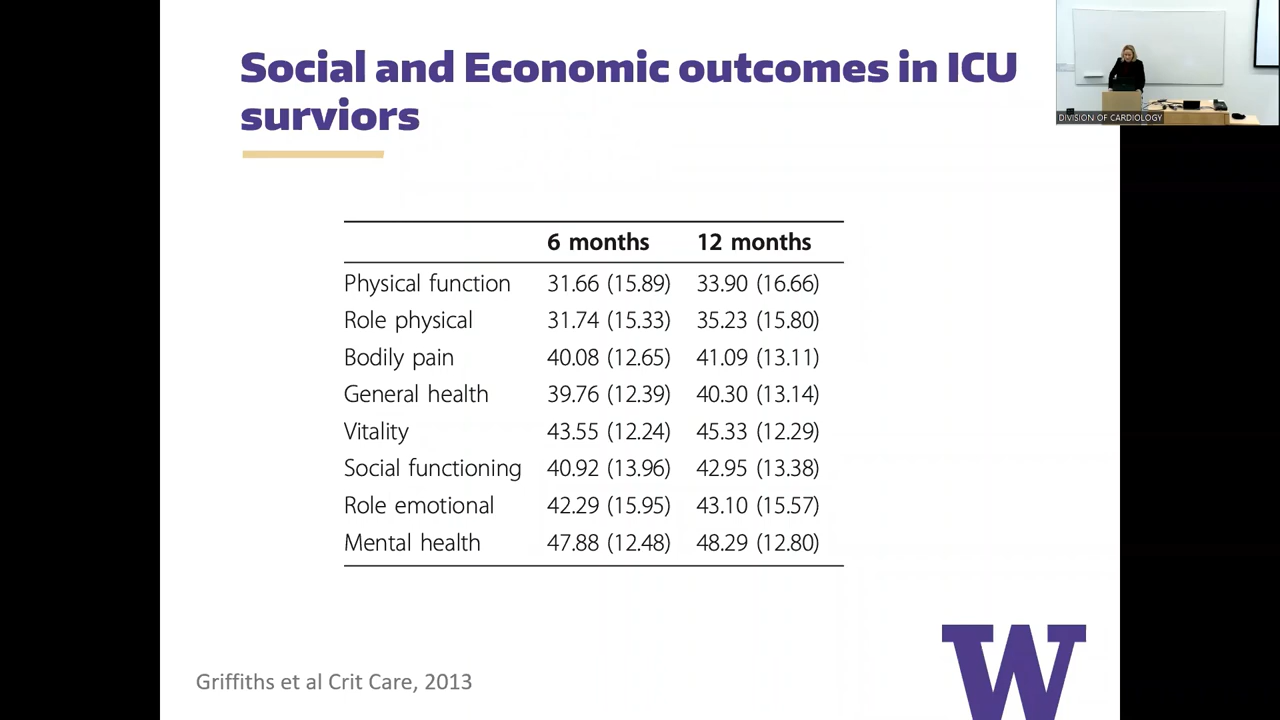 Social and Economic outcomes in ICU
surviors
DIVISION OF CARDIOLOGY
6 months 12 months
Physical function 31.66 (15.89) 33.90 (16.66)
Role physical 31.74 (15.33) 35.23 (15.80)
Bodily pain 40.08 (12.65) 41.09 (13.11)
General health 39.76 (12.39) 40.30 (13.14)
Vitality 43.55 (12.24) 45.33 (12.29)
Social functioning 40.92 (13.96) 42.95 (13.38)
Role emotional 42.29 (15.95) 43.10 (15.57)
Mental health 47.88 (12.48) 48.29 (12.80)
Griffiths et al Crit Care, 2013
W